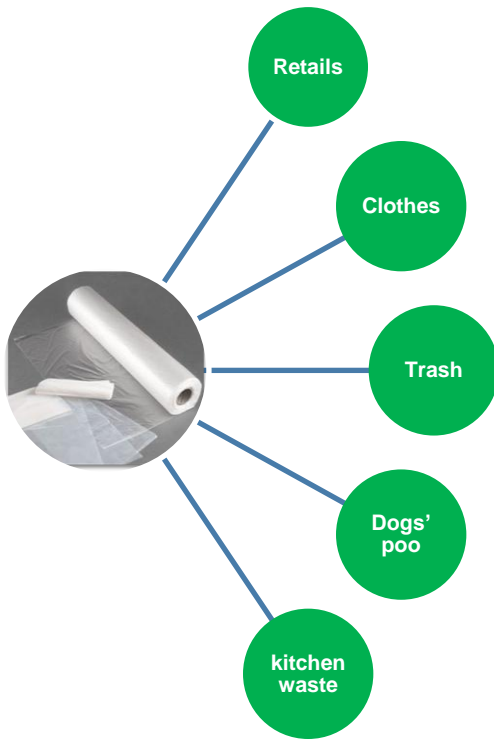 Retails
Clothes
Trash
Dogs’
poo
kitchen
waste